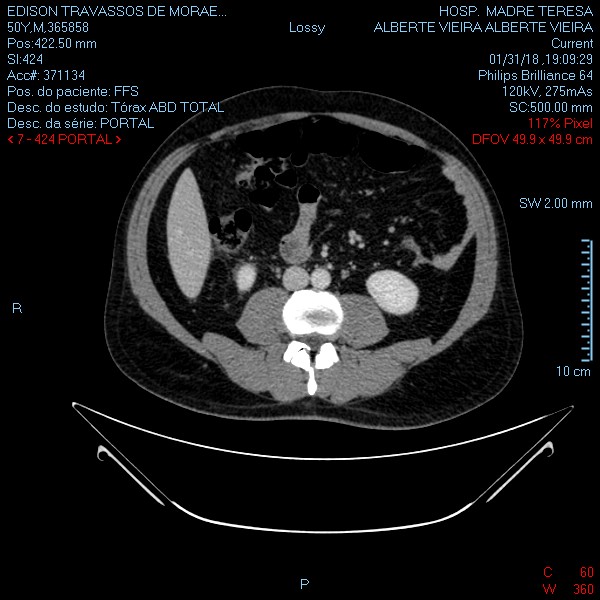 EDISON TRAVASSOS DE MORAE...
50Y,M,365858
Pos:422.50 mm
SI:424
Acc#: 371134
Pos. do paciente: FFS
Desc. do estudo: Tórax ABD TOTAL
Desc. da série: PORTAL
< 7 - 424 PORTAL >
Lossy
HOSP. MADRE TERESA
ALBERTE VIEIRA ALBERTE VIEIRA
Current
01/31/18 ,19:09:29
Philips Brilliance 64
120kV, 275mAs
SC:500.00 mm
117% Pixel
DFOV 49.9 x 49.9 cm
SW 2.00 mm
R
10 cm
P
C 60
W 360